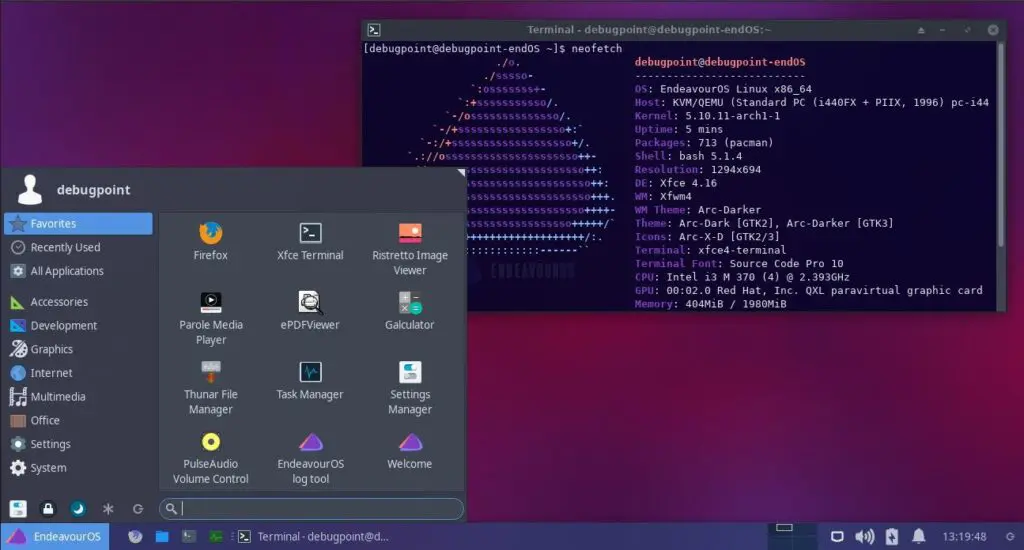 Terminal - debugpoint@debugpoint-endOS:~
[debugpoint@debugpoint-endOS ~]$ neofetch
debugpoint@debugpoint-endOS
---------------------------
OS: EndeavourOS Linux x86_64
Host: KVM/QEMU (Standard PC (i440FX + PIIX, 1996) pc-i44
Kernel: 5.10.11-arch1-1
Uptime: 5 mins
Packages: 713 (pacman)
Shell: bash 5.1.4
Resolution: 1294x694
DE: Xfce 4.16
WM: Xfwm4
WM Theme: Arc-Darker
Theme: Arc-Dark [GTK2], Arc-Darker [GTK3]
Icons: Arc-X-D [GTK2/3]
Terminal: xfce4-terminal
Terminal Font: Source Code Pro 10
CPU: Intel i3 M 370 (4) @ 2.393GHz
GPU: 00:02.0 Red Hat, Inc. QXL paravirtual graphic card
Memory: 404MiB / 1980MiB
ENDEAVOUROS
debugpoint
Favorites
Recently Used
All Applications
Accessories
Development
Graphics
Internet
Multimedia
Office
Settings
System
Firefox
Xfce Terminal
Ristretto Image
Viewer
Parole Media
Player
ePDFViewer
Galculator
Thunar File
Manager
Task Manager
Settings
Manager
PulseAudio
Volume Control
EndeavourOS
log tool
Welcome
EndeavourOS
Terminal - debugpoint@d...
13:19:48